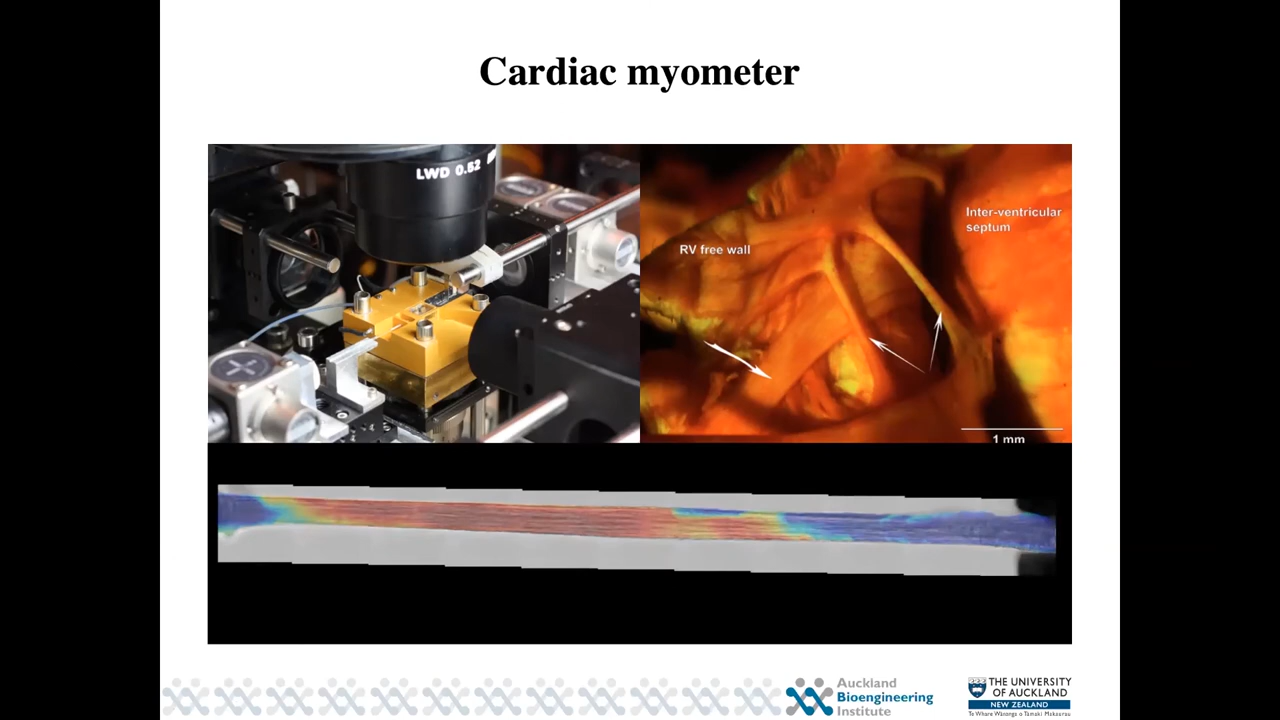 Cardiac myometer
LWD 0.52
RV free wall
Inter-ventricular
septum
1 mm
Auckland
Bioengineering
Institute
THE UNIVERSITY
OF AUCKLAND
NEW ZEALAND
Te Whare Wānanga o Tāmaki Makaurau